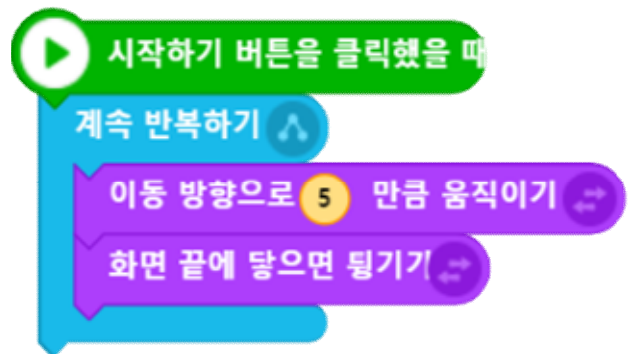 시작하기 버튼을 클릭했을 때
계속 반복하기
이동 방향으로 5 만큼 움직이기
화면 끝에 닿으면 튕기기